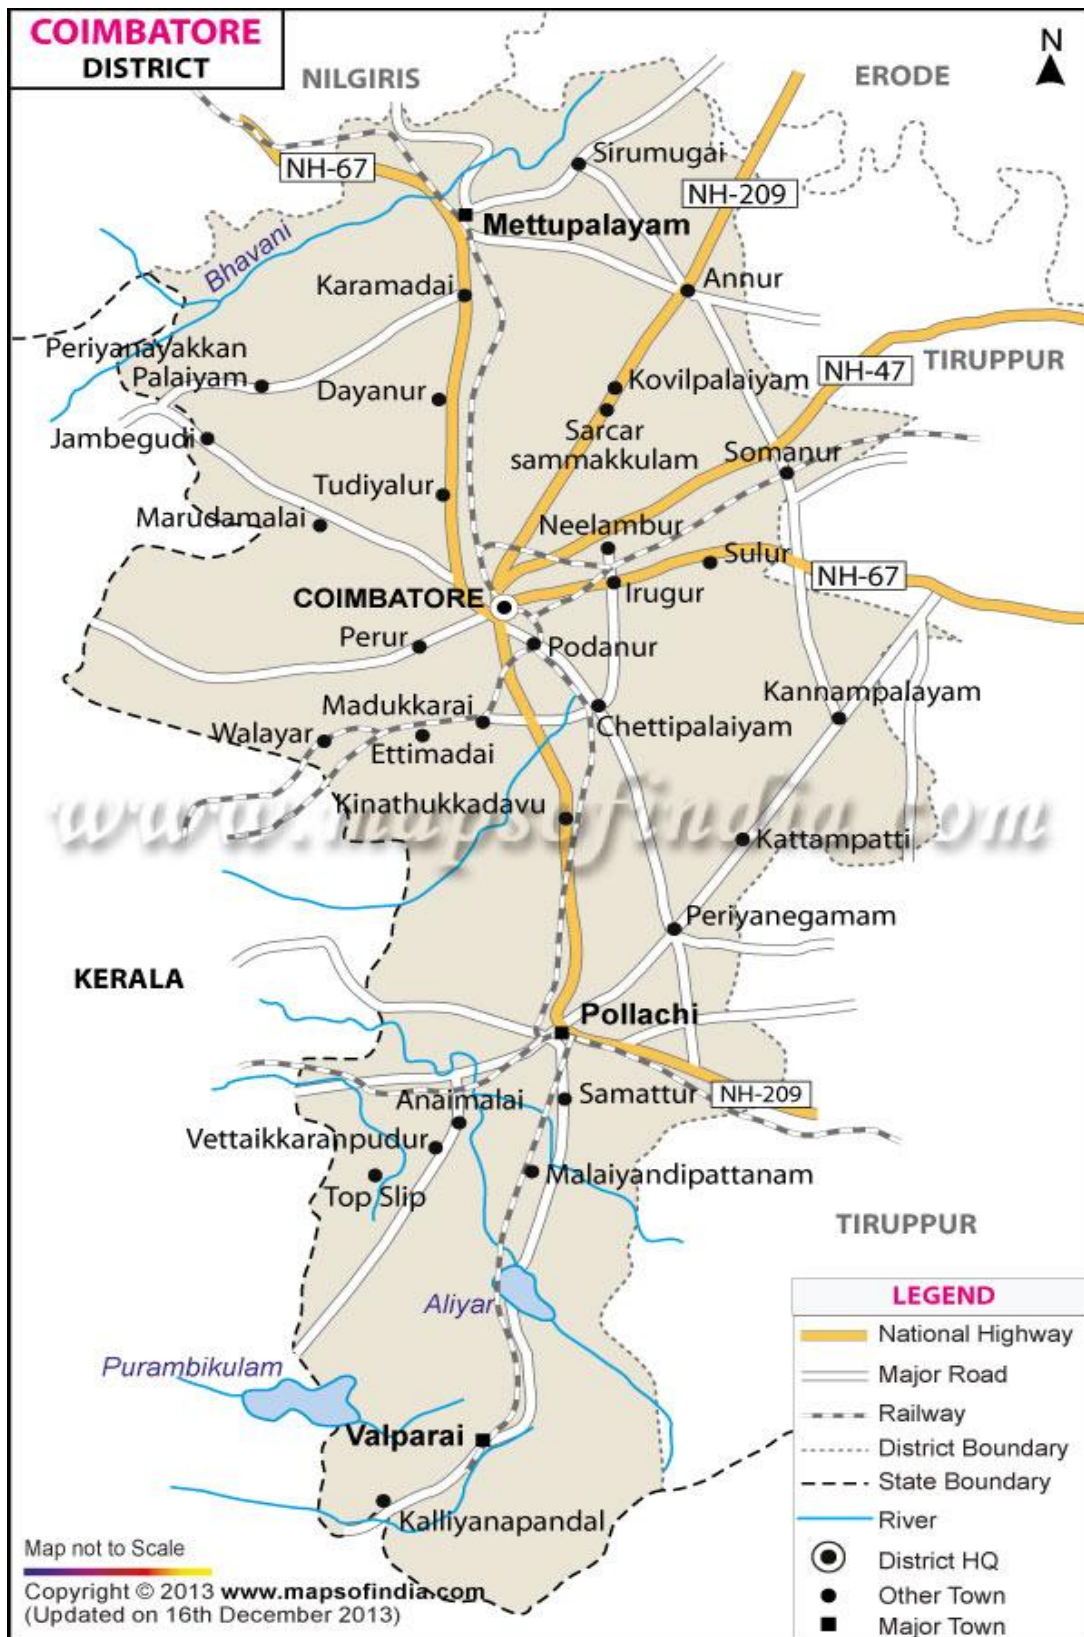 COIMBATORE
DISTRICT
NILGIRIS
ERODE
N
Sirumugai
NH-67
NH-209
Mettupalayam
Bhavani
Karamadai
Annur
Periyanayakkan
Palaiyam
TIRUPPUR
NH-47
Dayanur
Kovilpalaiyam
Jambegudi
Sarcar
sammakkulam
Somanur
Tudiyalur
Marudamalai
Neelambur
Sulur
NH-67
COIMBATORE
Irugur
Perur
Podanur
Madukkarai
Kannampalayam
Walayar
Ettimadai
Chettipalaiyam
Kinathukkadavu
www.mapsofindia.com
Kattampatti
Periyanegamam
KERALA
Pollachi
Anaimalai
Samattur
NH-209
Vettaikkaranpudur
Malaiyandipattanam
Top Slip
TIRUPPUR
Aliyar
Purambikulam
Valparai
Kalliyanapandal
LEGEND
National Highway
Major Road
Railway
District Boundary
State Boundary
River
District HQ
Other Town
Major Town
Map not to Scale
Copyright © 2013 www.mapsofindia.com
(Updated on 16th December 2013)